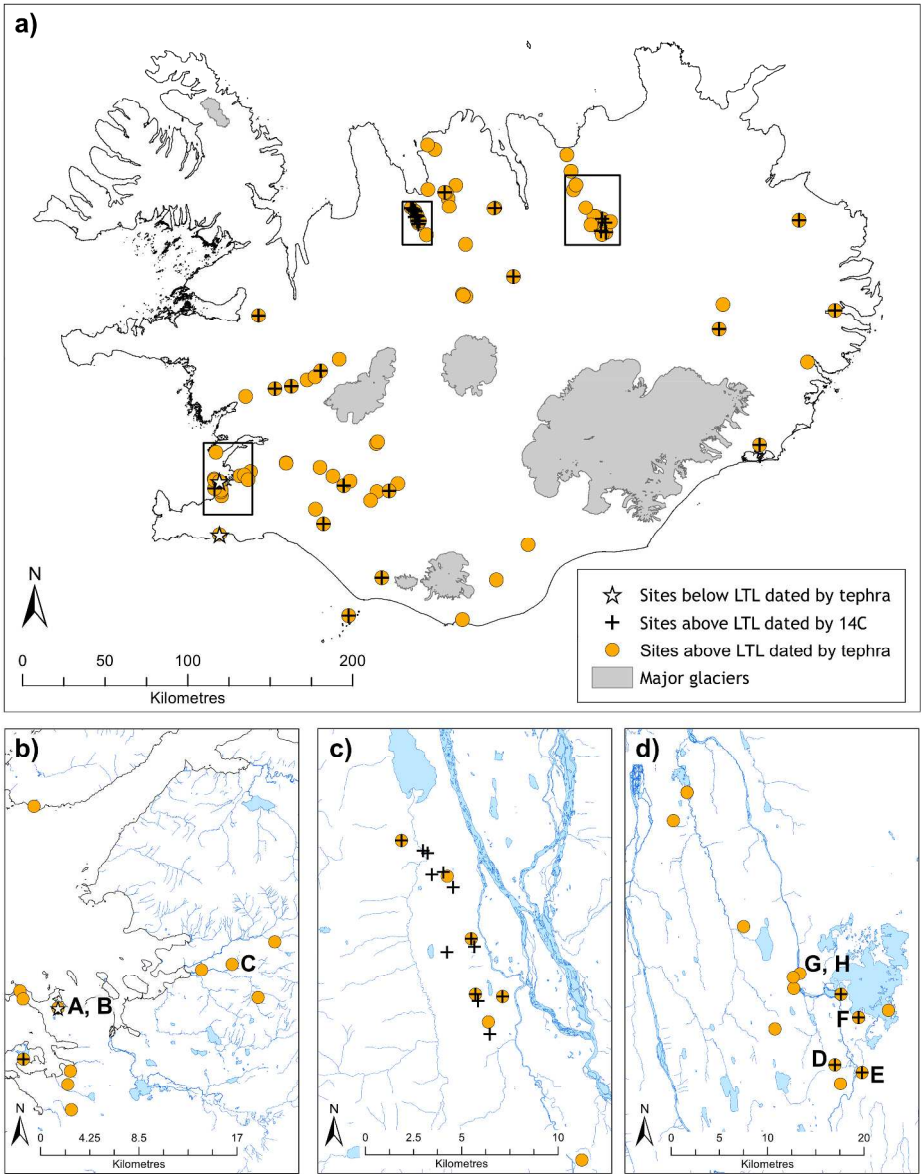 a)
N
0 50 100 200
Kilometres
Sites below LTL dated by tephra
Sites above LTL dated by 14C
Sites above LTL dated by tephra
Major glaciers
b)
C
A, B
N
0 4.25 8.5 17
Kilometres
c)
N
0 2.5 5 10
Kilometres
d)
G, H
F
D
E
N
0 5 10 20
Kilometres